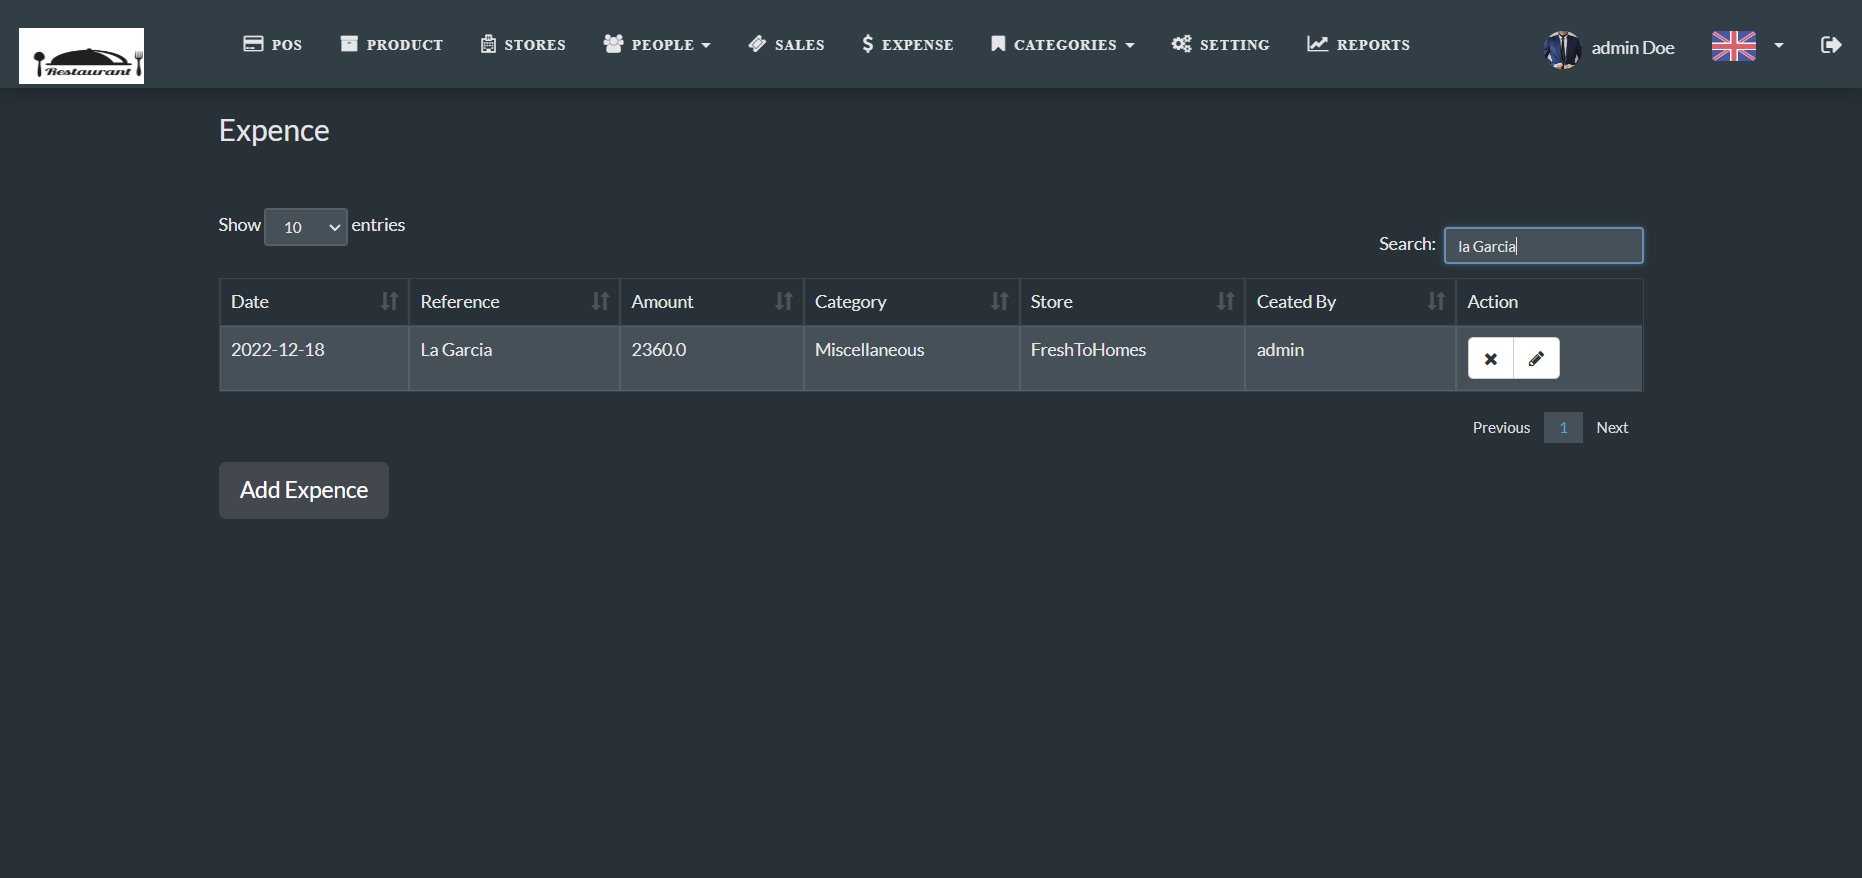 Restaurant
POS PRODUCT STORES PEOPLE SALES EXPENSE CATEGORIES SETTING REPORTS admin Doe
Expence
Show 10 entries
Search: la Garcia
Date Reference Amount Category Store Ceated By Action
2022-12-18 La Garcia 2360.0 Miscellaneous FreshToHomes admin
Previous 1 Next
Add Expence